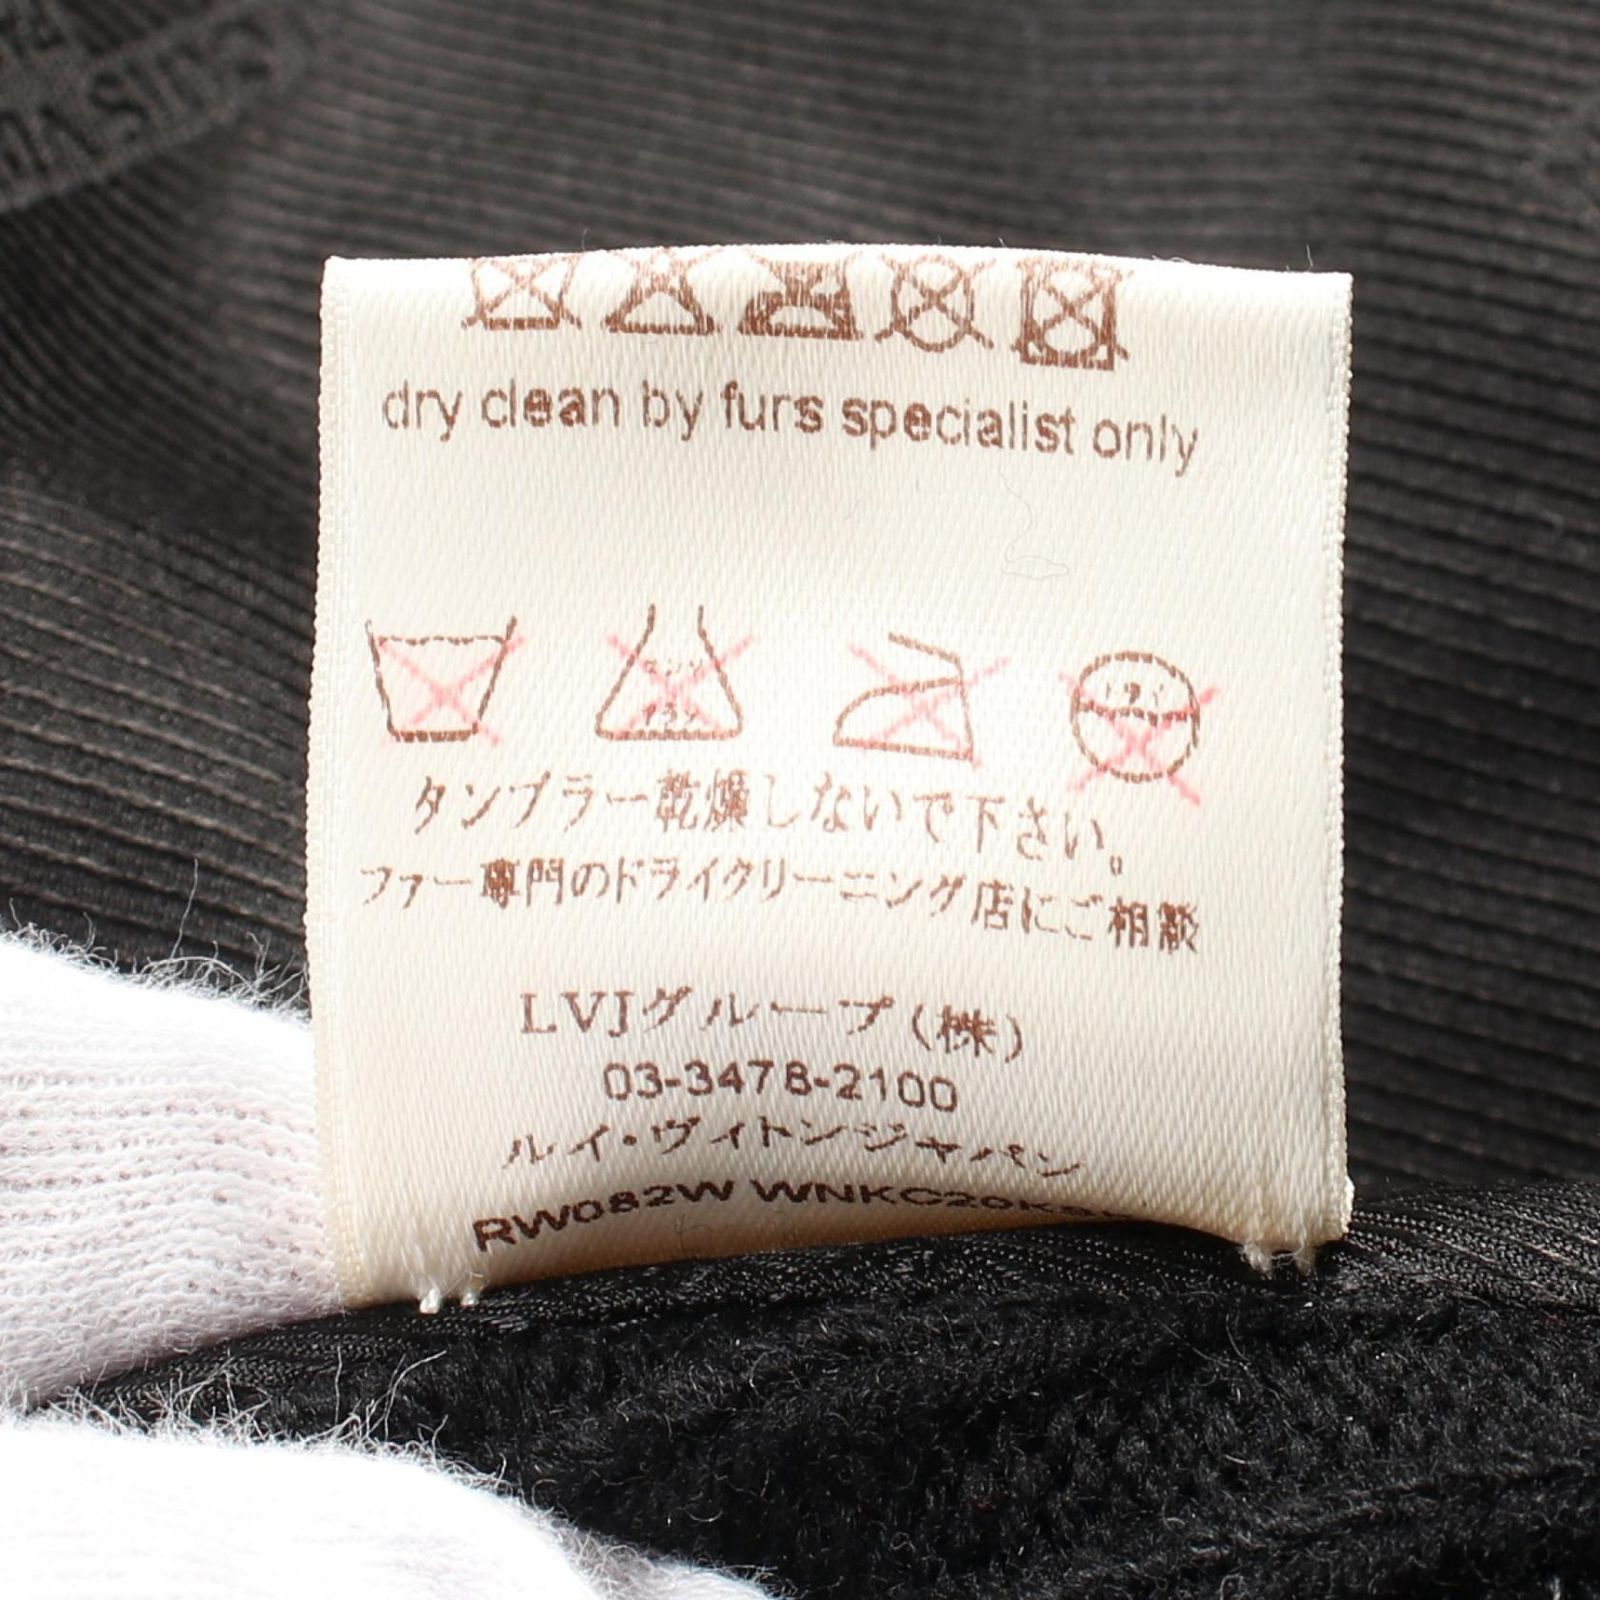 dry clean by furs specialist only
タンブラー乾燥しないで下さい。
ファー専門のドライクリーニング店にご相談
LVJグループ(株)
03-3478-2100
ルイ・ヴィトンジャパン
RW082W